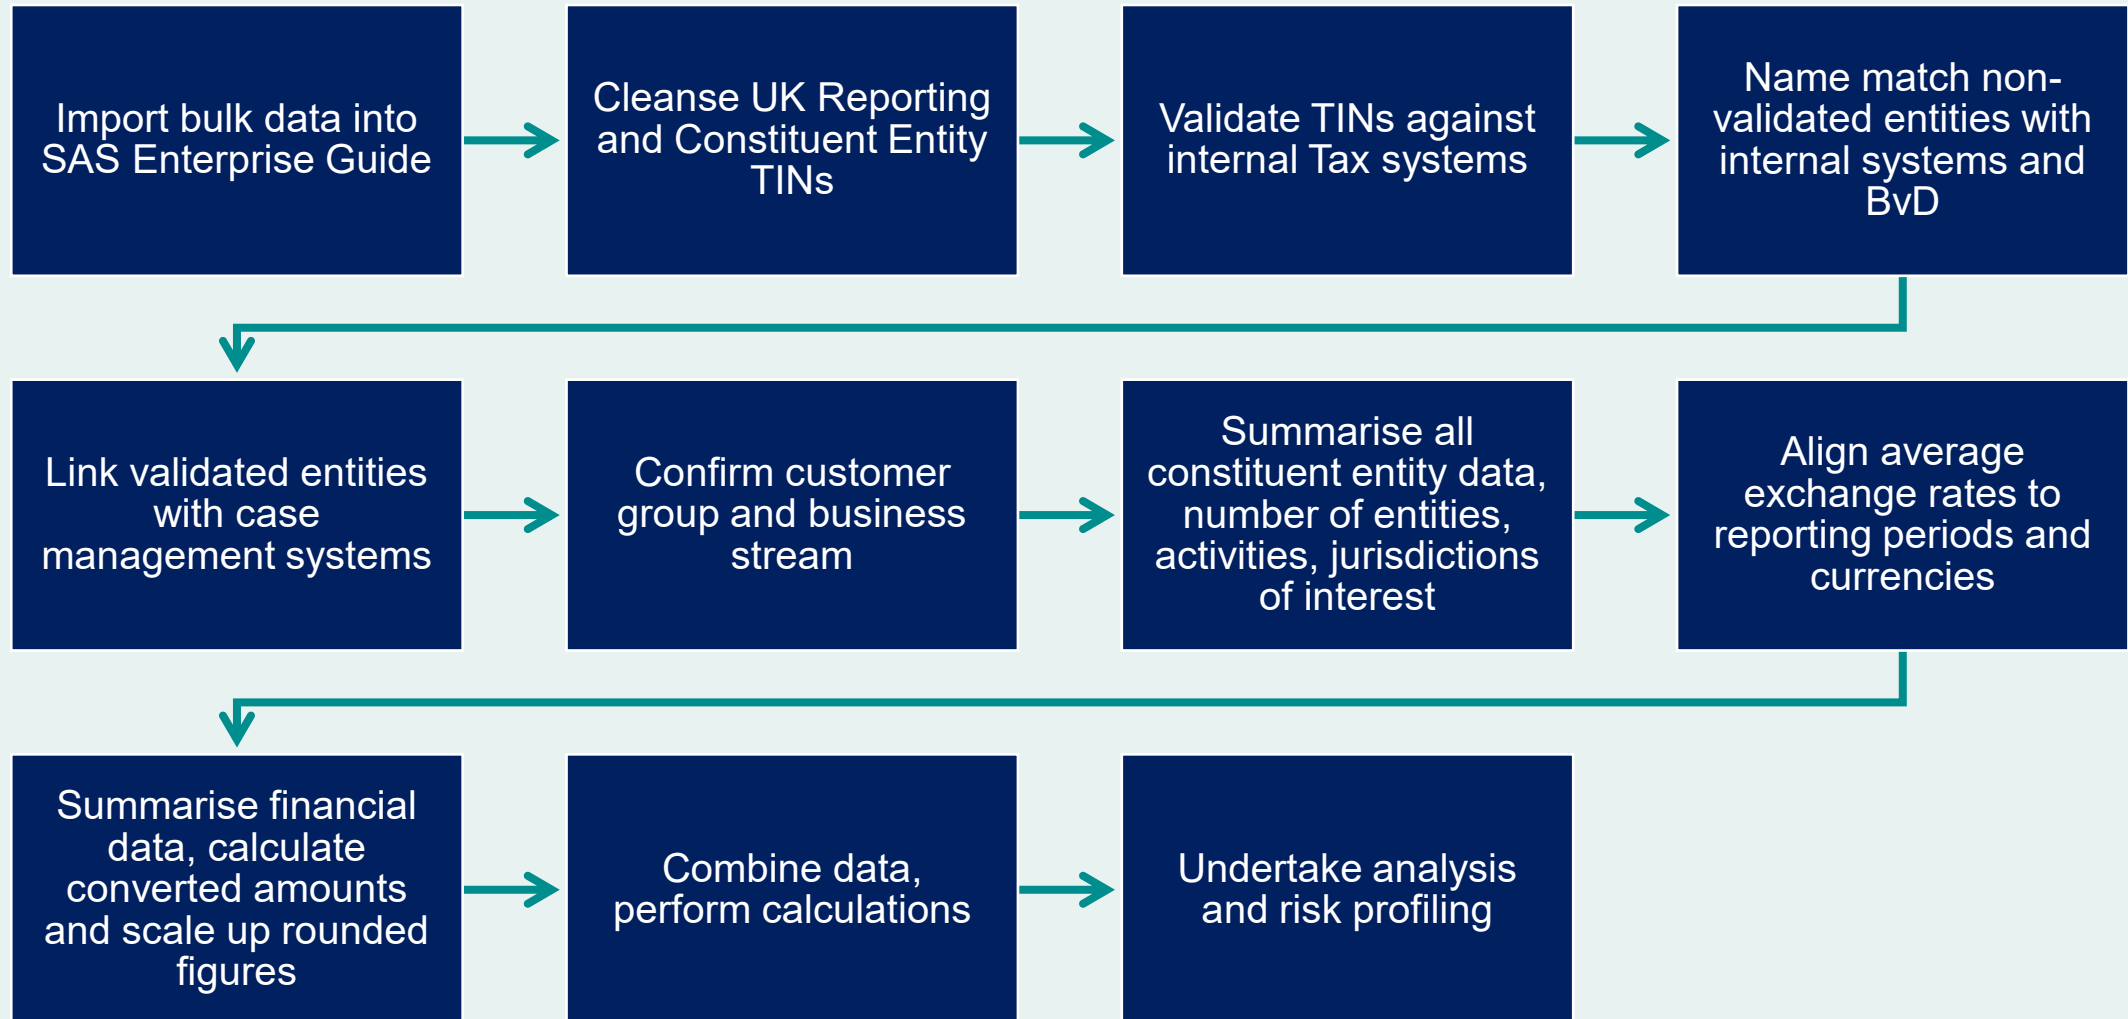 Import bulk data into
SAS Enterprise Guide
Cleanse UK Reporting
and Constituent Entity
TINs
Validate TINs against
internal Tax systems
Name match non-
validated entities with
internal systems and
BvD
Link validated entities
with case
management systems
Confirm customer
group and business
stream
Summarise all
constituent entity data,
number of entities,
activities, jurisdictions
of interest
Align average
exchange rates to
reporting periods and
currencies
Summarise financial
data, calculate
converted amounts
and scale up rounded
figures
Combine data,
perform calculations
Undertake analysis
and risk profiling